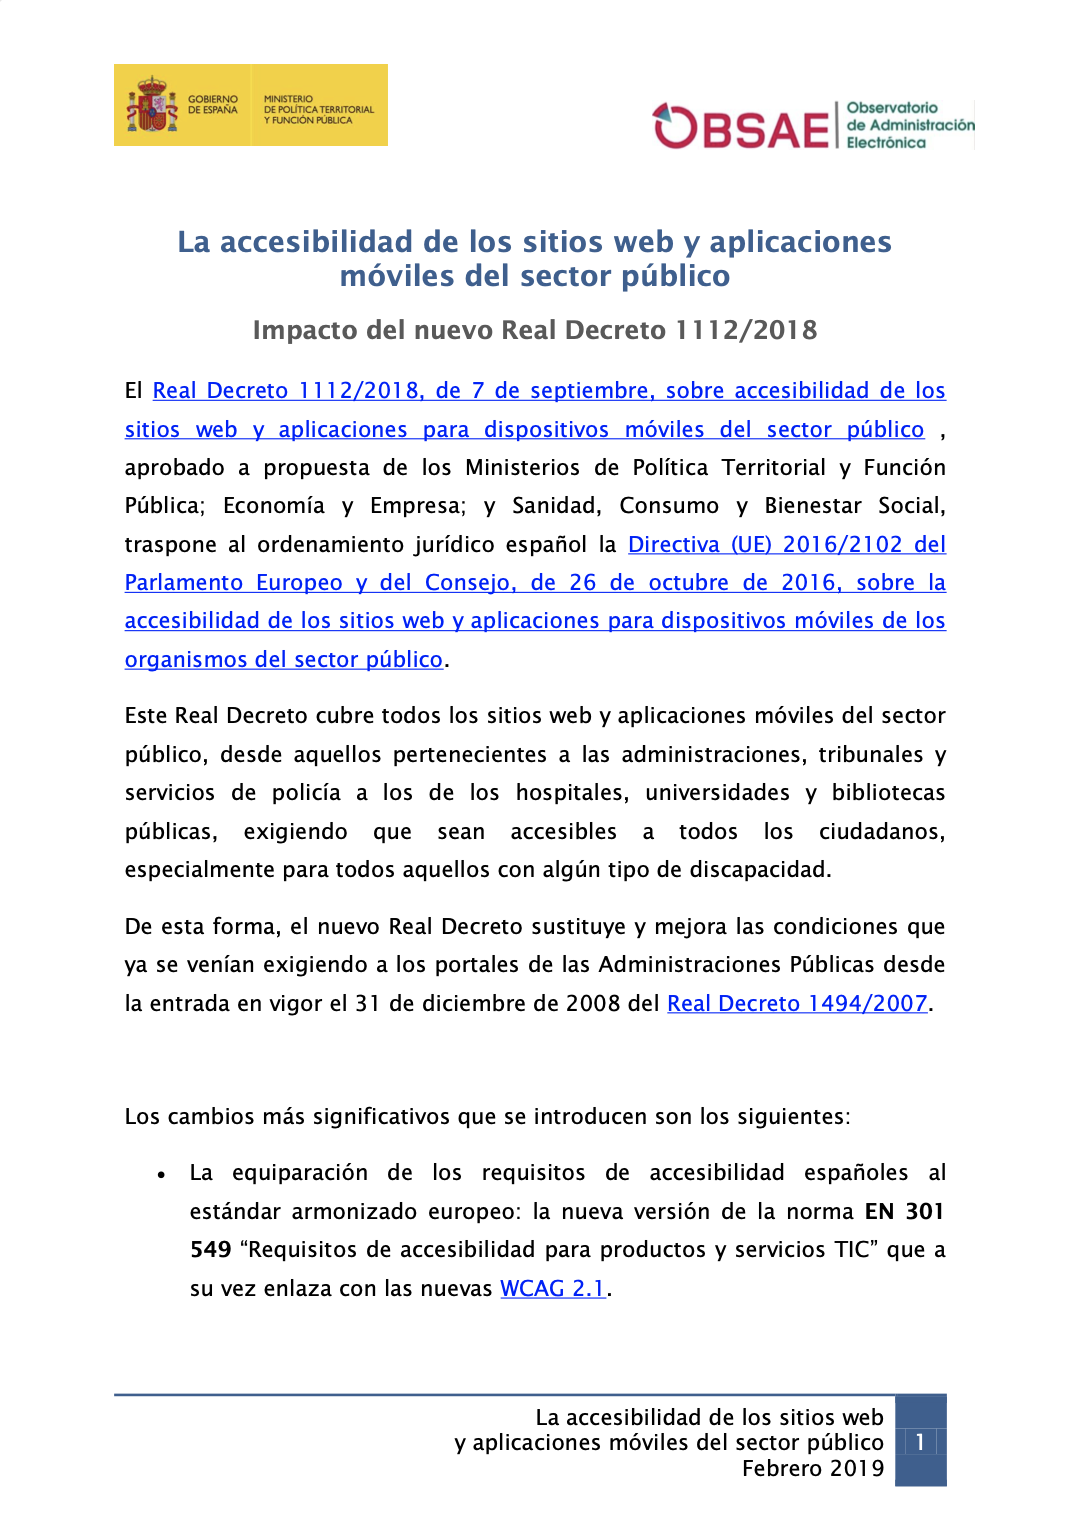 GOBIERNO
DE ESPAÑA
MINISTERIO
DE POLÍTICA TERRITORIAL
Y FUNCIÓN PÚBLICA
OBSAE
Observatorio
de Administración
Electrónica
La accesibilidad de los sitios web y aplicaciones
móviles del sector público
Impacto del nuevo Real Decreto 1112/2018
El Real Decreto 1112/2018, de 7 de septiembre, sobre accesibilidad de los
sitios web y aplicaciones para dispositivos móviles del sector público ,
aprobado a propuesta de los Ministerios de Política Territorial y Función
Pública; Economía y Empresa; y Sanidad, Consumo y Bienestar Social,
traspone al ordenamiento jurídico español la Directiva (UE) 2016/2102 del
Parlamento Europeo y del Consejo, de 26 de octubre de 2016, sobre la
accesibilidad de los sitios web y aplicaciones para dispositivos móviles de los
organismos del sector público.
Este Real Decreto cubre todos los sitios web y aplicaciones móviles del sector
público, desde aquellos pertenecientes a las administraciones, tribunales y
servicios de policía a los de los hospitales, universidades y bibliotecas
públicas, exigiendo que sean accesibles a todos los ciudadanos,
especialmente para todos aquellos con algún tipo de discapacidad.
De esta forma, el nuevo Real Decreto sustituye y mejora las condiciones que
ya se venían exigiendo a los portales de las Administraciones Públicas desde
la entrada en vigor el 31 de diciembre de 2008 del Real Decreto 1494/2007.
Los cambios más significativos que se introducen son los siguientes:
• La equiparación de los requisitos de accesibilidad españoles al
estándar armonizado europeo: la nueva versión de la norma EN 301
549 “Requisitos de accesibilidad para productos y servicios TIC” que a
su vez enlaza con las nuevas WCAG 2.1.
La accesibilidad de los sitios web
y aplicaciones móviles del sector público
Febrero 2019
1